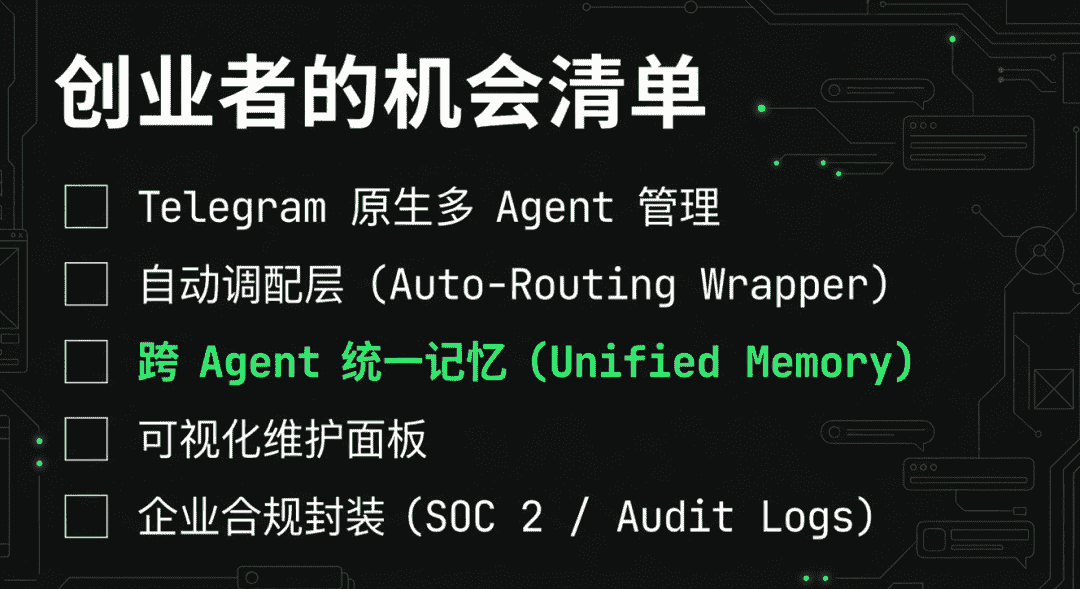 创业者的机会清单
Telegram 原生多 Agent 管理
自动调配层 (Auto-Routing Wrapper)
跨 Agent 统一记忆 (Unified Memory)
可视化维护面板
企业合规封装 (SOC 2 / Audit Logs)